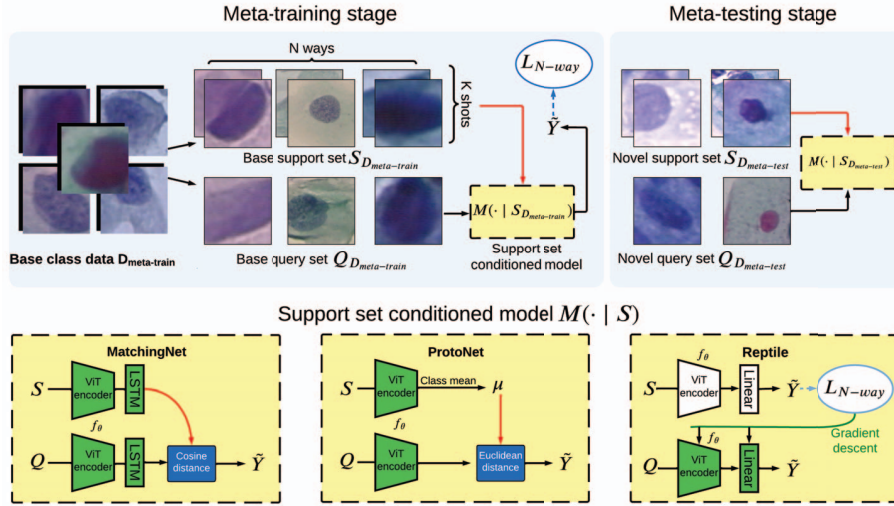 Meta-training stage
Meta-testing stage
N ways
K shots
L_{N-way}
Ỹ
Base support set S_{D_{meta-train}}
Base query set Q_{D_{meta-train}}
Base class data D_{meta-train}
M(· | S_{D_{meta-train}})
Support set
conditioned model
Novel support set S_{D_{meta-test}}
M(· | S_{D_{meta-test}})
Novel query set Q_{D_{meta-test}}
Support set conditioned model M(· | S)
MatchingNet
S
ViT
encoder
LSTM
f_θ
Q
ViT
encoder
LSTM
Cosine
distance
Ỹ
ProtoNet
S
ViT
encoder
Class mean
μ
f_θ
Q
ViT
encoder
Euclidean
distance
Ỹ
Reptile
f_θ
S
ViT
encoder
Linear
Ỹ
L_{N-way}
Gradient
descent
f_θ
Q
ViT
encoder
Linear
Ỹ